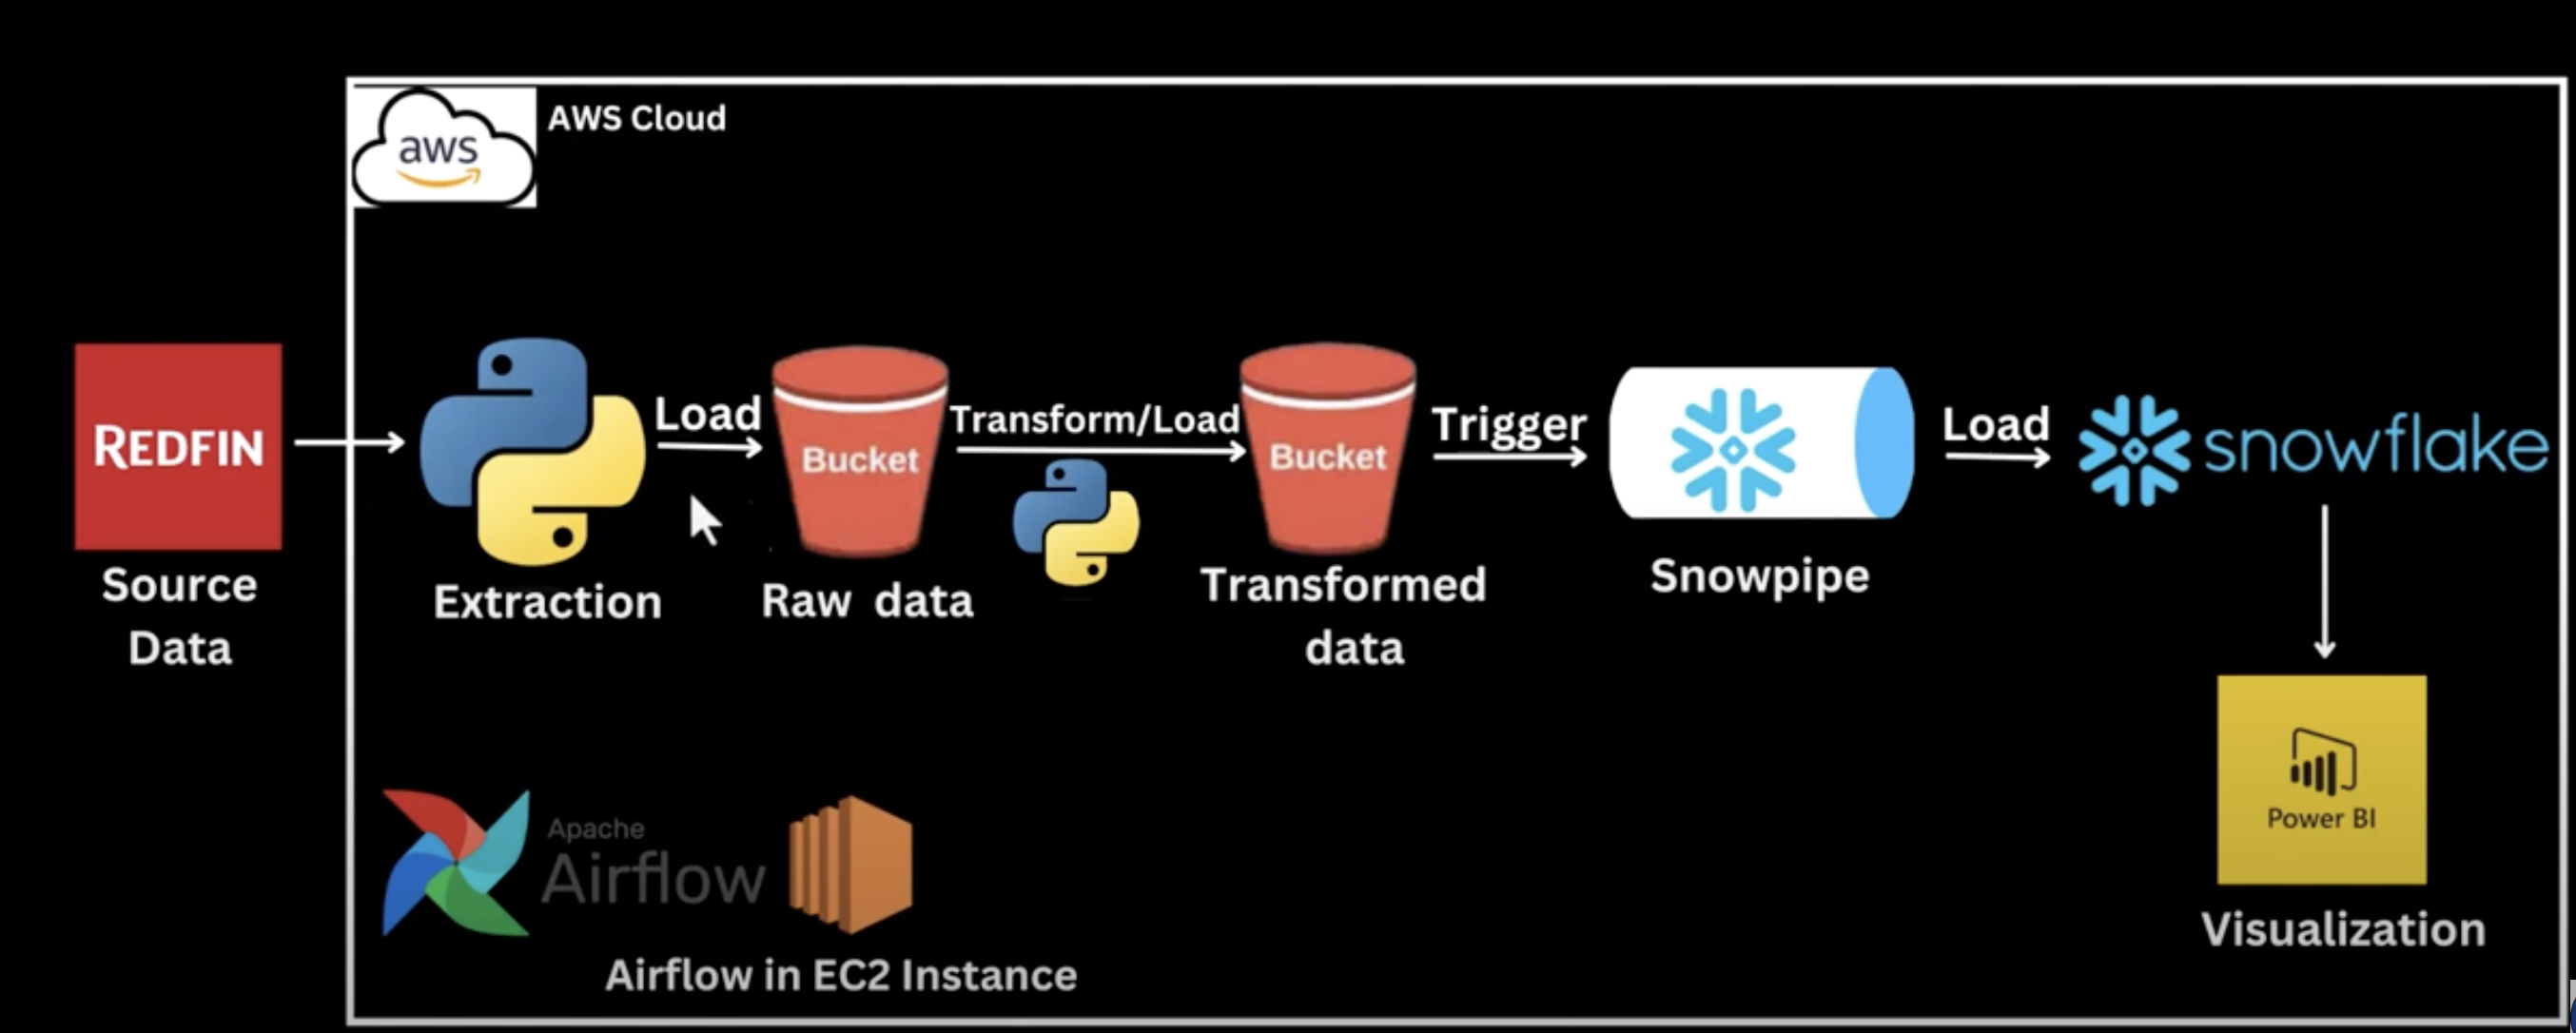 aws
AWS Cloud
REDFIN
Source
Data
Extraction
Load
Bucket
Raw data
Transform/Load
Bucket
Transformed
data
Trigger
Snowpipe
Load
snowflake
Power BI
Visualization
Apache
Airflow
Airflow in EC2 Instance